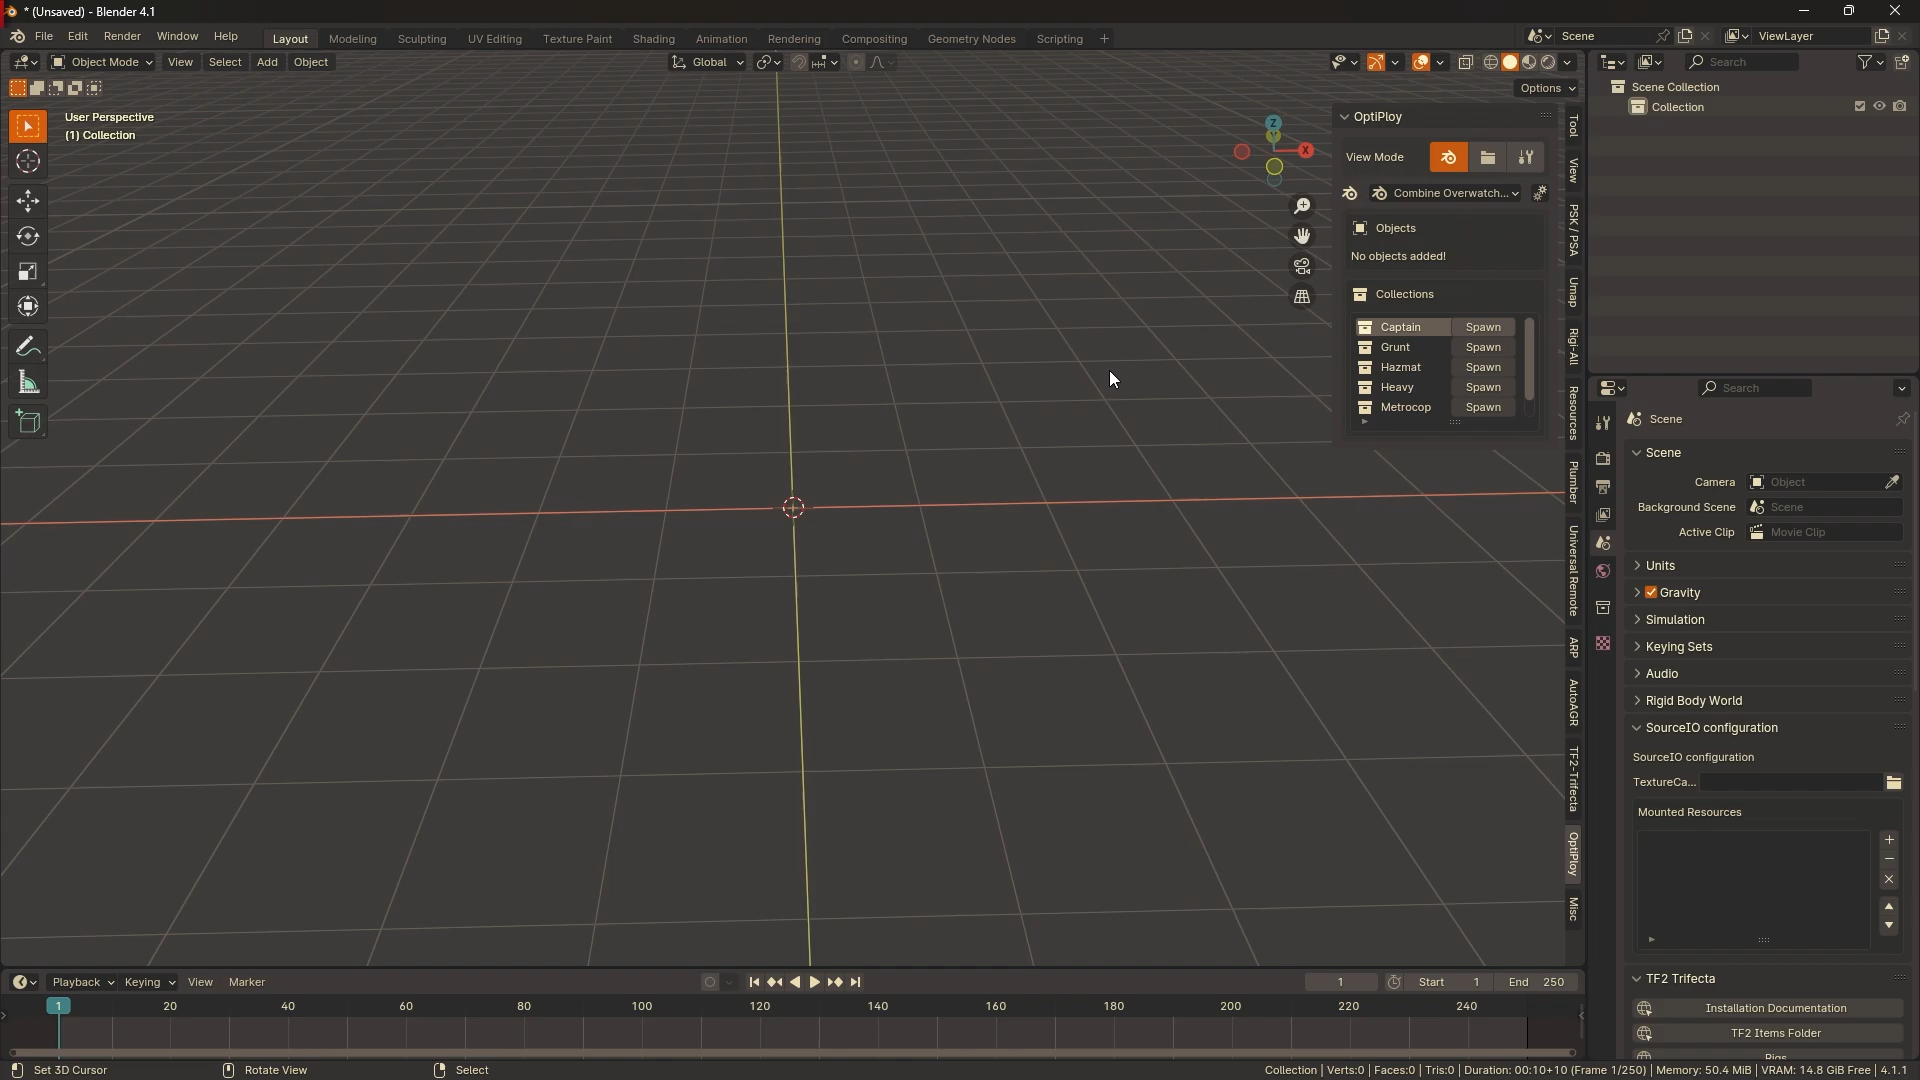 * (Unsaved) - Blender 4.1
File Edit Render Window Help
Layout Modeling Sculpting UV Editing Texture Paint Shading Animation Rendering Compositing Geometry Nodes Scripting +
Scene
ViewLayer
Object Mode View Select Add Object
Global
Search
Options
User Perspective
(1) Collection
Scene Collection
Collection
Z
Y
X
OptiPloy
View Mode
Combine Overwatch...
Objects
No objects added!
Collections
Captain Spawn
Grunt Spawn
Hazmat Spawn
Heavy Spawn
Metrocop Spawn
Tool
View
PSK / PSA
Umap
Rigi-All
Resources
Plumber
Universal Remote
ARP
AutoAGR
TF2-Trifecta
OptiPloy
Misc
Search
Scene
Scene
Camera Object
Background Scene Scene
Active Clip Movie Clip
Units
Gravity
Simulation
Keying Sets
Audio
Rigid Body World
SourceIO configuration
SourceIO configuration
TextureCa...
Mounted Resources
TF2 Trifecta
Installation Documentation
TF2 Items Folder
Rigs
Playback Keying View Marker
1 Start 1 End 250
1 20 40 60 80 100 120 140 160 180 200 220 240
Set 3D Cursor Rotate View Select
Collection | Verts:0 | Faces:0 | Tris:0 | Duration: 00:10+10 (Frame 1/250) | Memory: 50.4 MiB | VRAM: 14.8 GiB Free | 4.1.1